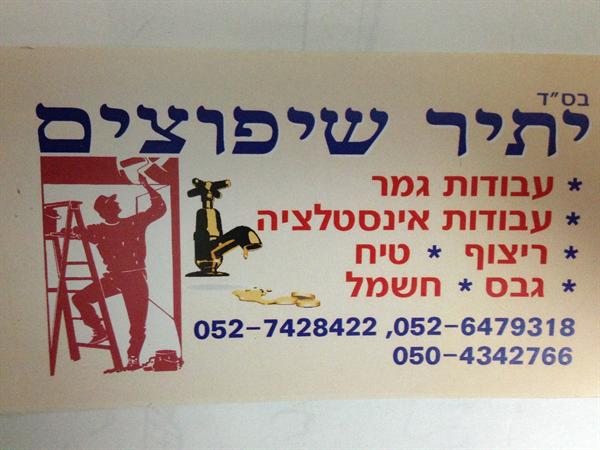 בס״ד
יתיר שיפוצים
* עבודות גמר
* עבודות אינסטלציה
* ריצוף * טיח
* גבס * חשמל
052-7428422 ,052-6479318
050-4342766